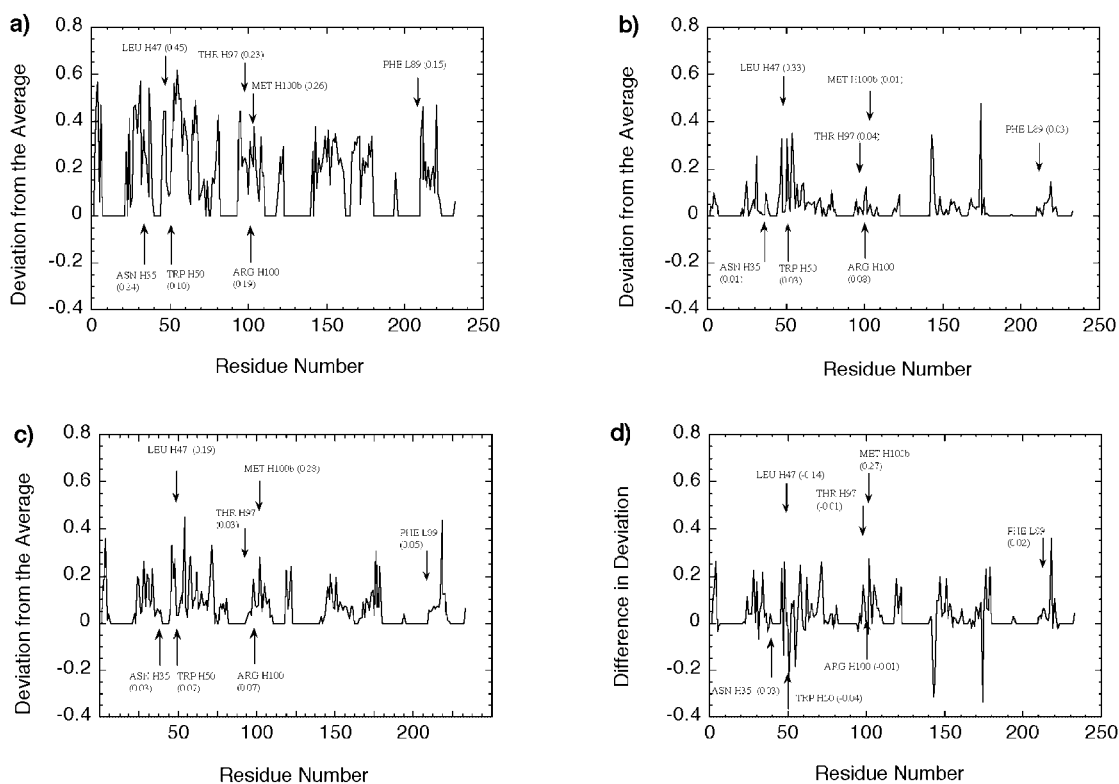 a)
Deviation from the Average
0.8
0.6
0.4
0.2
0
-0.2
-0.4
LEU H47 (0.45)
THR H97 (0.23)
MET H100b (0.26)
PHE L89 (0.15)
ASN H35
(0.24)
TRP H50
(0.10)
ARG H100
(0.19)
0 50 100 150 200 250
Residue Number
b)
Deviation from the Average
0.8
0.6
0.4
0.2
0
-0.2
-0.4
LEU H47 (0.33)
MET H100b (0.01)
THR H97 (0.04)
PHE L89 (0.03)
ASN H35
(0.01)
TRP H50
(0.03)
ARG H100
(0.08)
0 50 100 150 200 250
Residue Number
c)
Deviation from the Average
0.8
0.6
0.4
0.2
0
-0.2
-0.4
LEU H47 (0.19)
MET H100b (0.28)
THR H97
(0.03)
PHE L89
(0.05)
ASN H35
(0.03)
TRP H50
(0.07)
ARG H100
(0.07)
50 100 150 200
Residue Number
d)
Difference in Deviation
0.8
0.6
0.4
0.2
0
-0.2
-0.4
MET H100b
(0.27)
LEU H47 (-0.14)
THR H97
(-0.01)
PHE L89
(0.02)
ARG H100 (-0.01)
ASN H35 (0.03)
TRP H50 (-0.04)
0 50 100 150 200 250
Residue Number